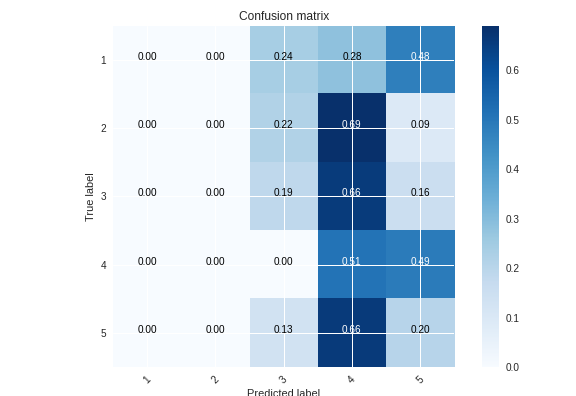 Confusion matrix
1 0.00 0.00 0.24 0.28 0.48
2 0.00 0.00 0.22 0.69 0.09
3 0.00 0.00 0.19 0.66 0.16
4 0.00 0.00 0.00 0.51 0.49
5 0.00 0.00 0.13 0.66 0.20
True label
1 2 3 4 5
Predicted label
0.6
0.5
0.4
0.3
0.2
0.1
0.0